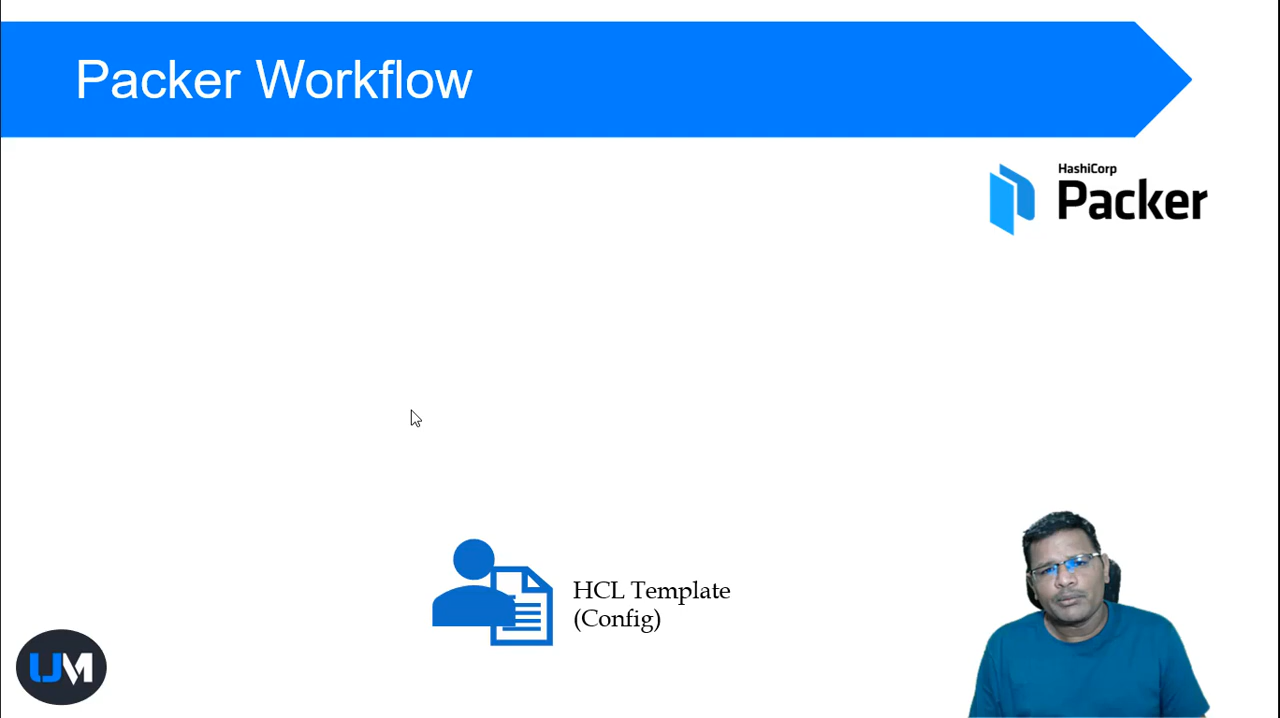 Packer Workflow
HashiCorp
Packer
HCL Template
(Config)
UM